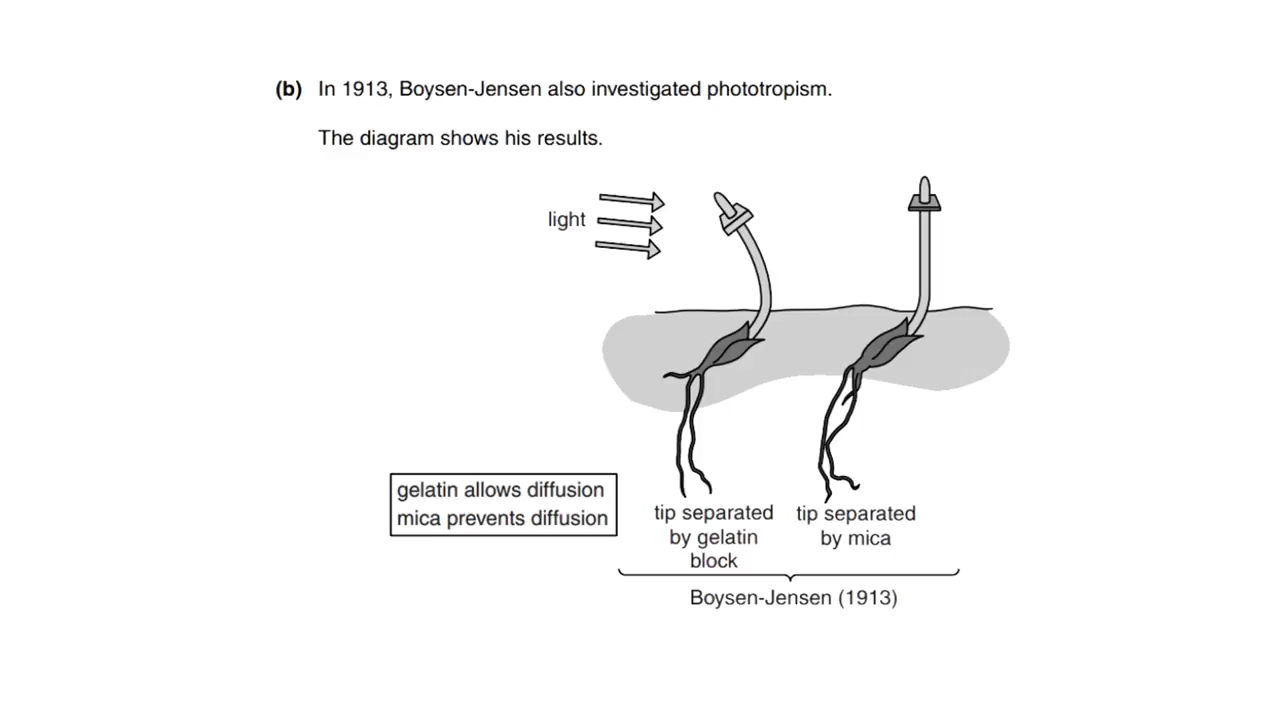 (b) In 1913, Boysen-Jensen also investigated phototropism.
The diagram shows his results.
light
gelatin allows diffusion
mica prevents diffusion
tip separated
by gelatin
block
tip separated
by mica
Boysen-Jensen (1913)